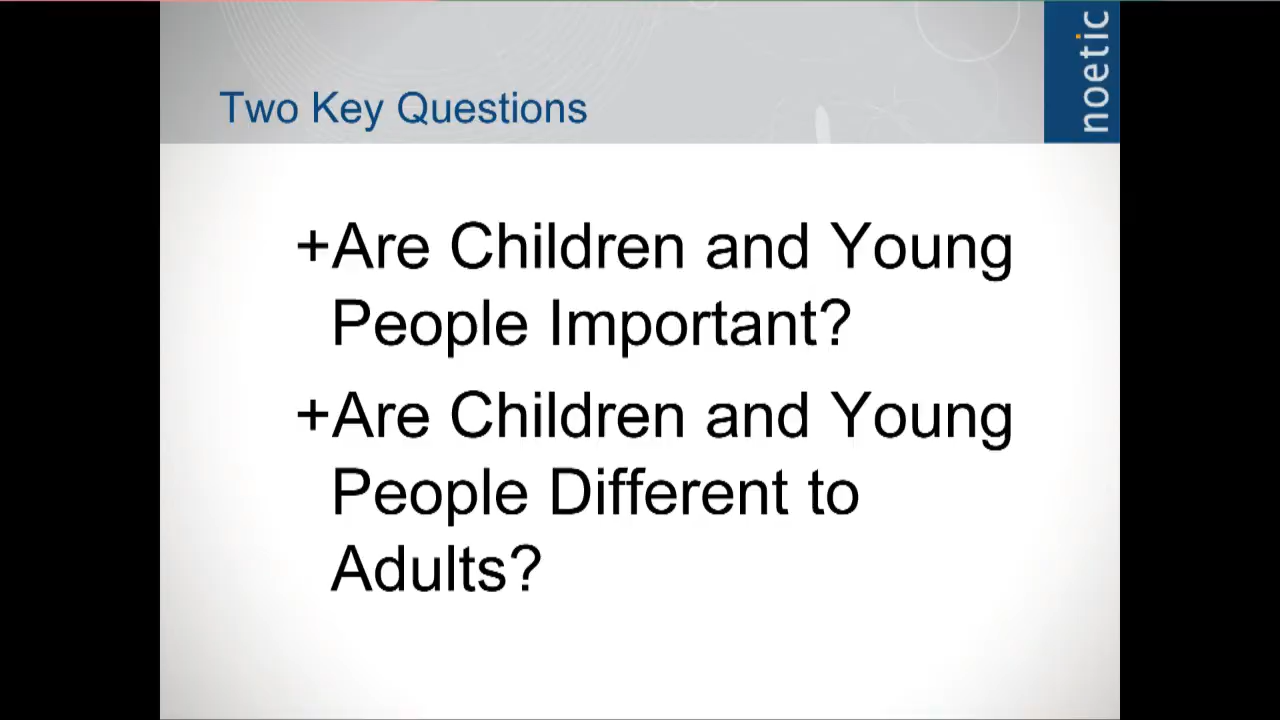 noetic
Two Key Questions
+Are Children and Young
People Important?
+Are Children and Young
People Different to
Adults?